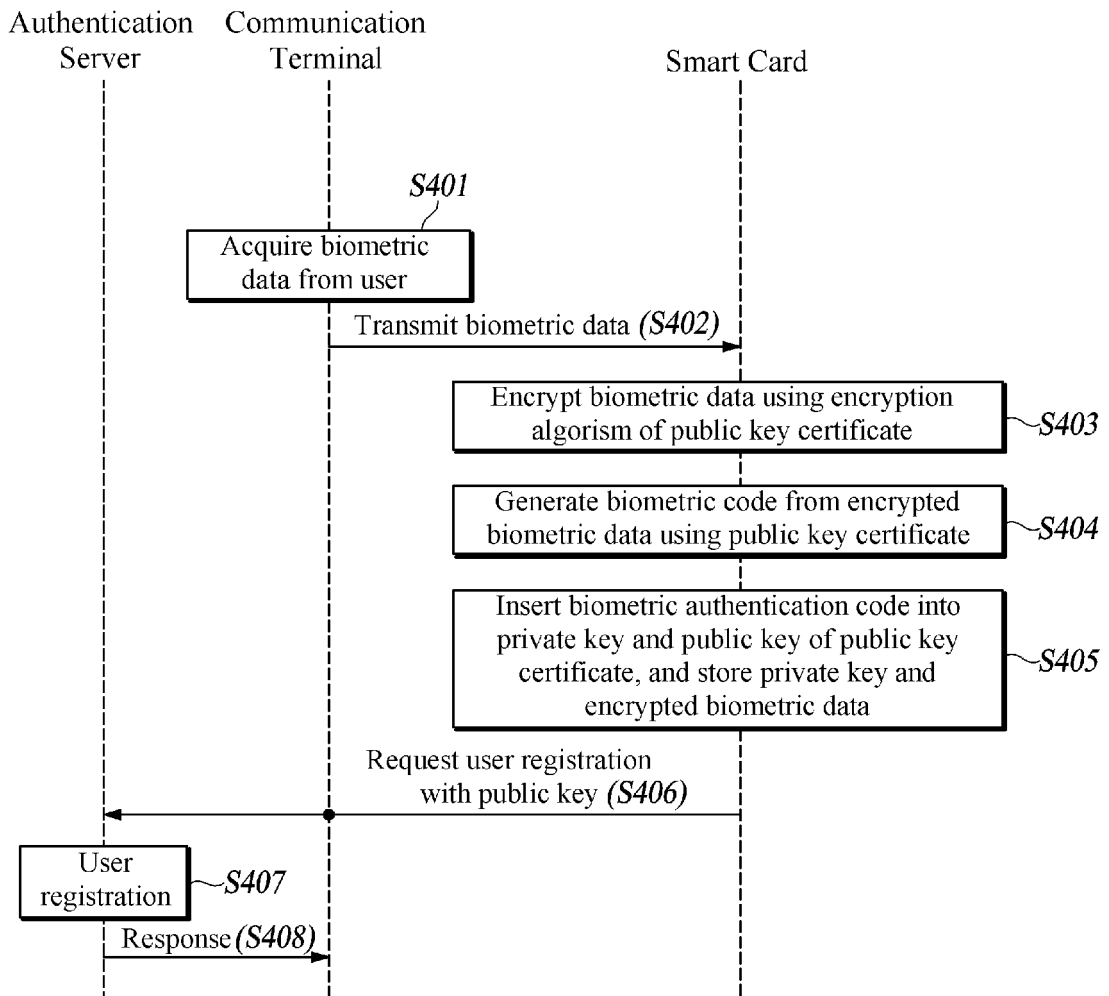 Authentication
Server
Communication
Terminal
Smart Card
S401
Acquire biometric
data from user
Transmit biometric data (S402)
Encrypt biometric data using encryption
algorism of public key certificate
S403
Generate biometric code from encrypted
biometric data using public key certificate
S404
Insert biometric authentication code into
private key and public key of public key
certificate, and store private key and
encrypted biometric data
S405
Request user registration
with public key (S406)
User
registration
S407
Response (S408)